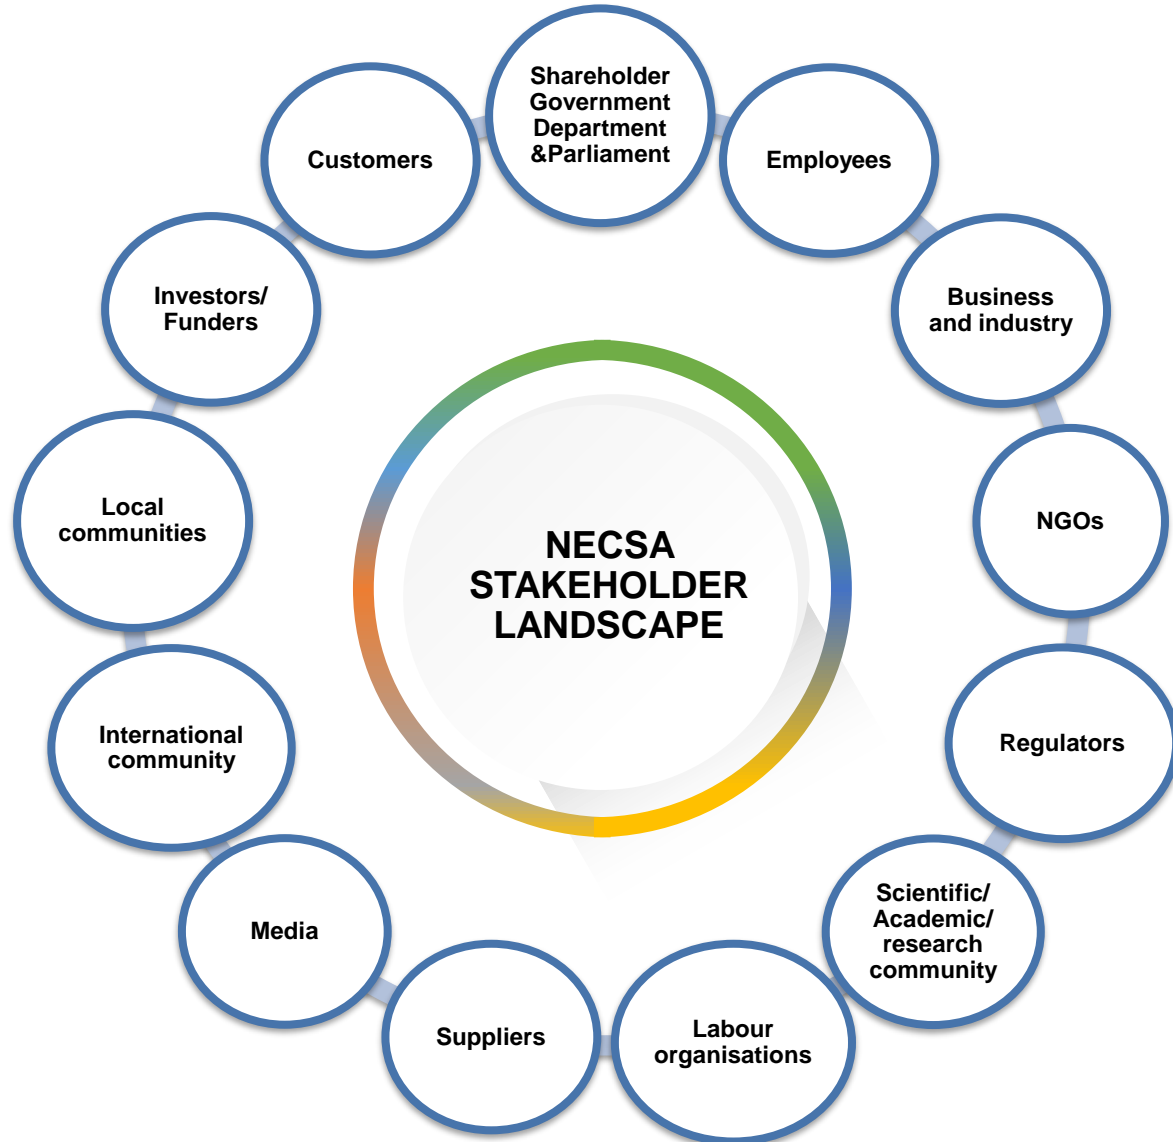 Shareholder
Government
Department
&Parliament
Employees
Business
and industry
NGOs
Regulators
Scientific/
Academic/
research
community
Labour
organisations
Suppliers
Media
International
community
Local
communities
Investors/
Funders
Customers
NECSA
STAKEHOLDER
LANDSCAPE